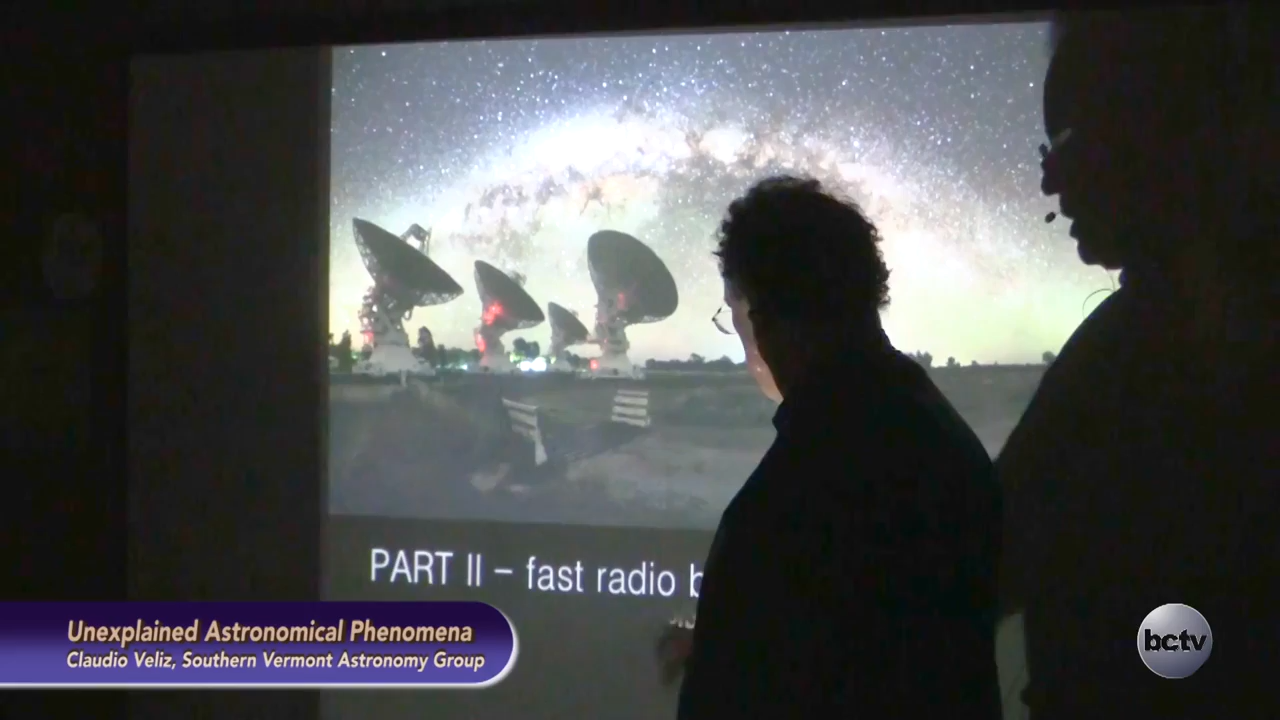 PART II – fast radio b
Unexplained Astronomical Phenomena
Claudio Veliz, Southern Vermont Astronomy Group
bctv